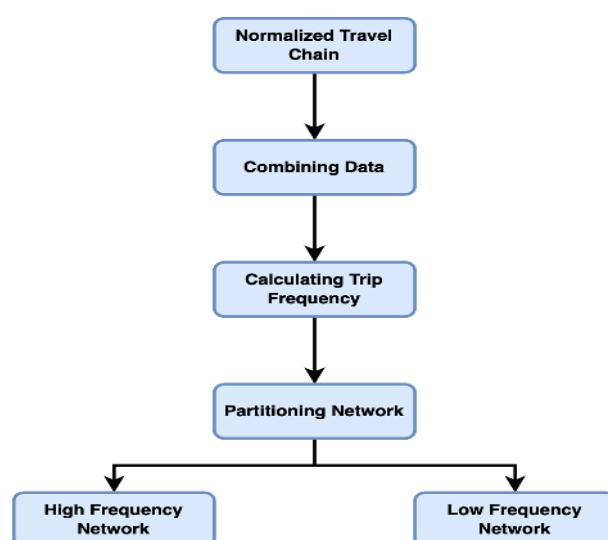 Normalized Travel
Chain
Combining Data
Calculating Trip
Frequency
Partitioning Network
High Frequency
Network
Low Frequency
Network